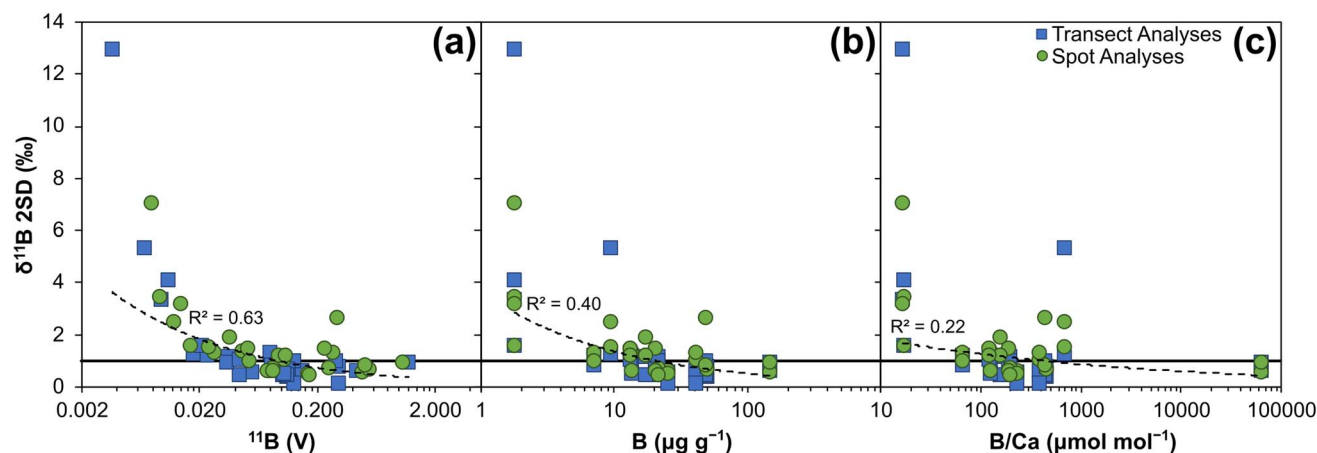 14
12
10
8
6
4
2
0
δ¹¹B 2SD (‰)
(a)
R² = 0.63
0.002
0.020
0.200
2.000
¹¹B (V)
(b)
R² = 0.40
1
10
100
B (µg g⁻¹)
Transect Analyses
Spot Analyses
(c)
R² = 0.22
10
100
1000
10000
100000
B/Ca (µmol mol⁻¹)